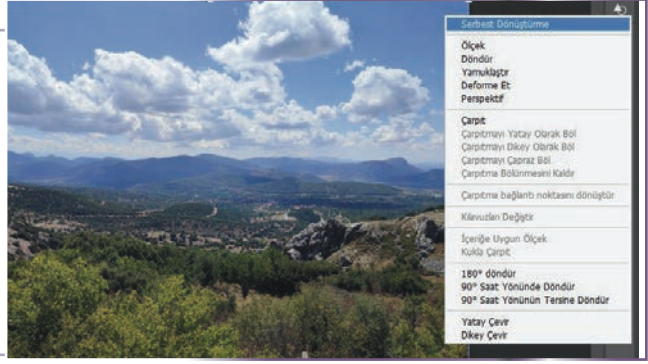 Serbest Dönüştürme
Ölçek
Döndür
Yamuklaştır
Deforme Et
Perspektif
Çarpıt
Çarpıtmayı Yatay Olarak Böl
Çarpıtmayı Dikey Olarak Böl
Çarpıtmayı Çapraz Böl
Çarpıtma Bölünmesini Kaldır
Çarpıtma bağlantı noktasını dönüştür
Kılavuzları Değiştir
İçeriğe Uygun Ölçek
Kukla Çarpıt
180° döndür
90° Saat Yönünde Döndür
90° Saat Yönünün Tersine Döndür
Yatay Çevir
Dikey Çevir